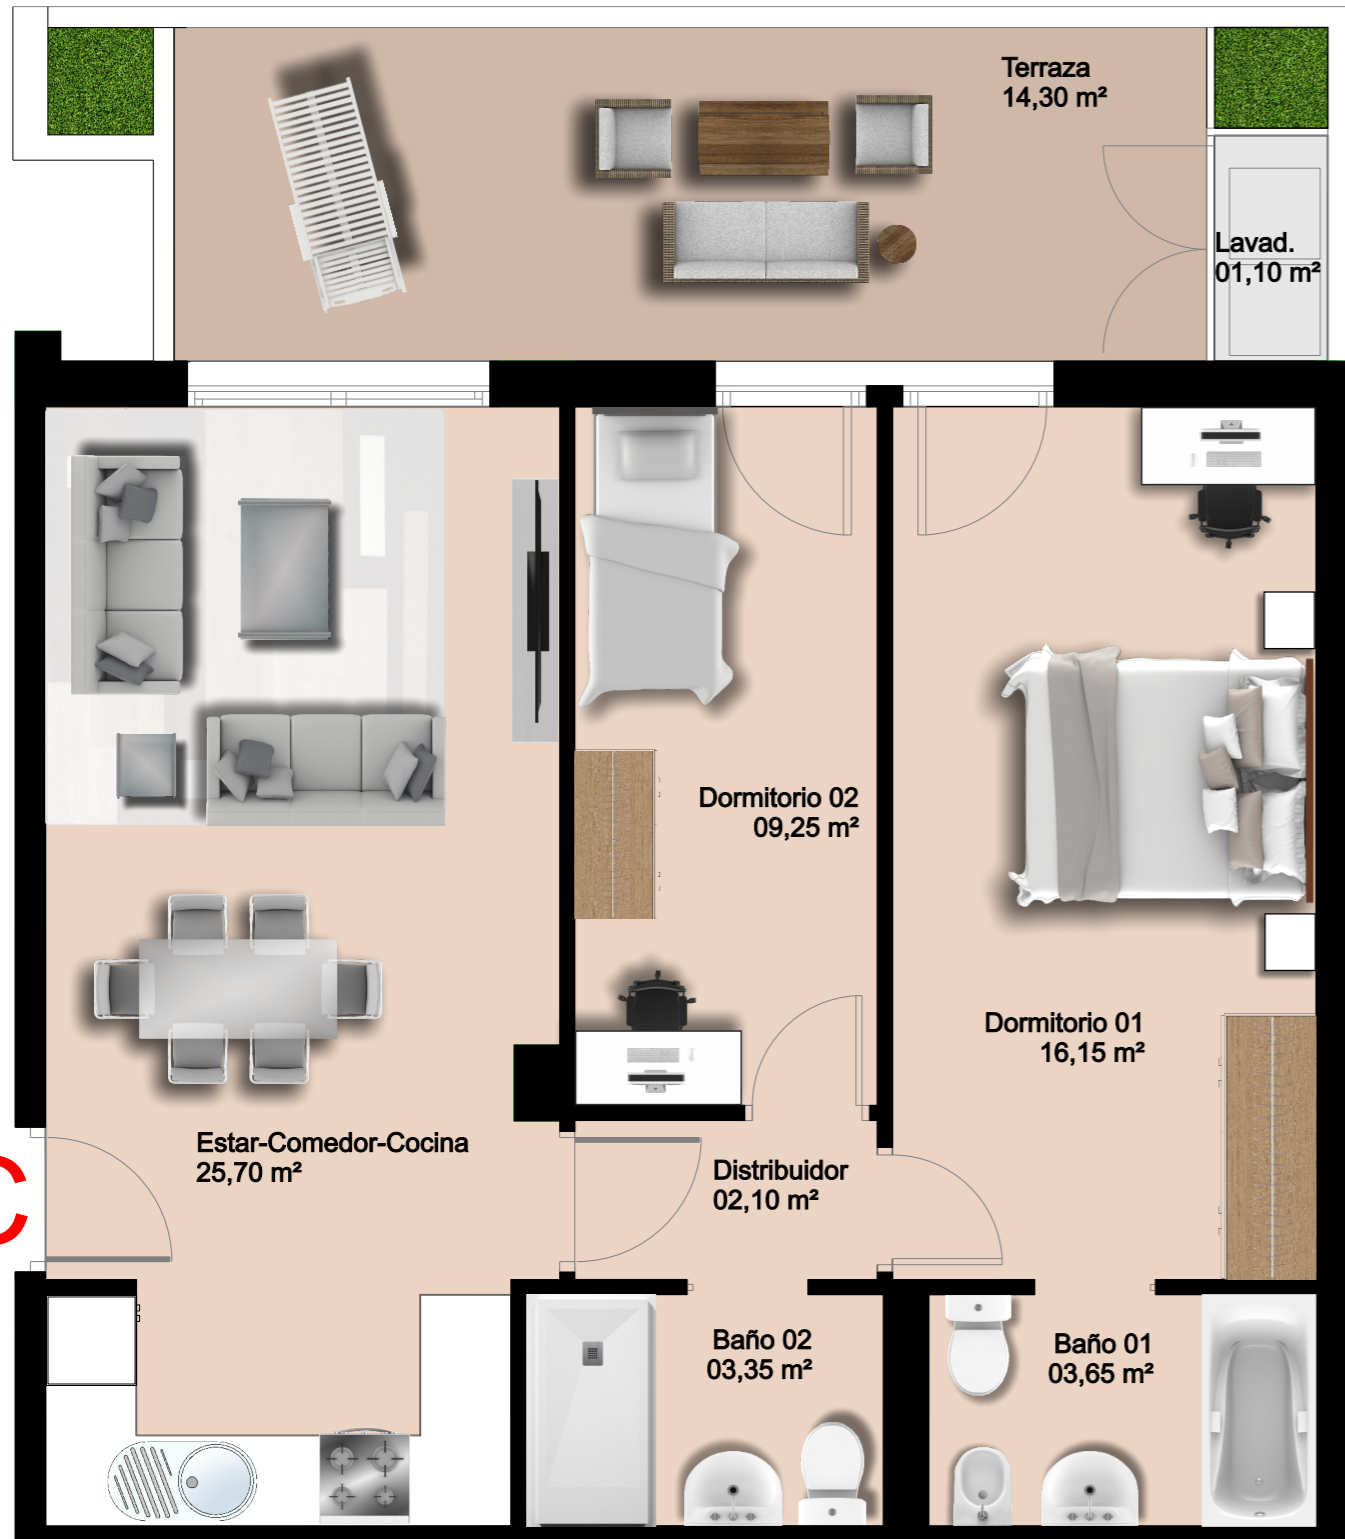 Terraza
14,30 m²
Lavad.
01,10 m²
Dormitorio 02
09,25 m²
Dormitorio 01
16,15 m²
Estar-Comedor-Cocina
25,70 m²
Distribuidor
02,10 m²
C
Baño 02
03,35 m²
Baño 01
03,65 m²